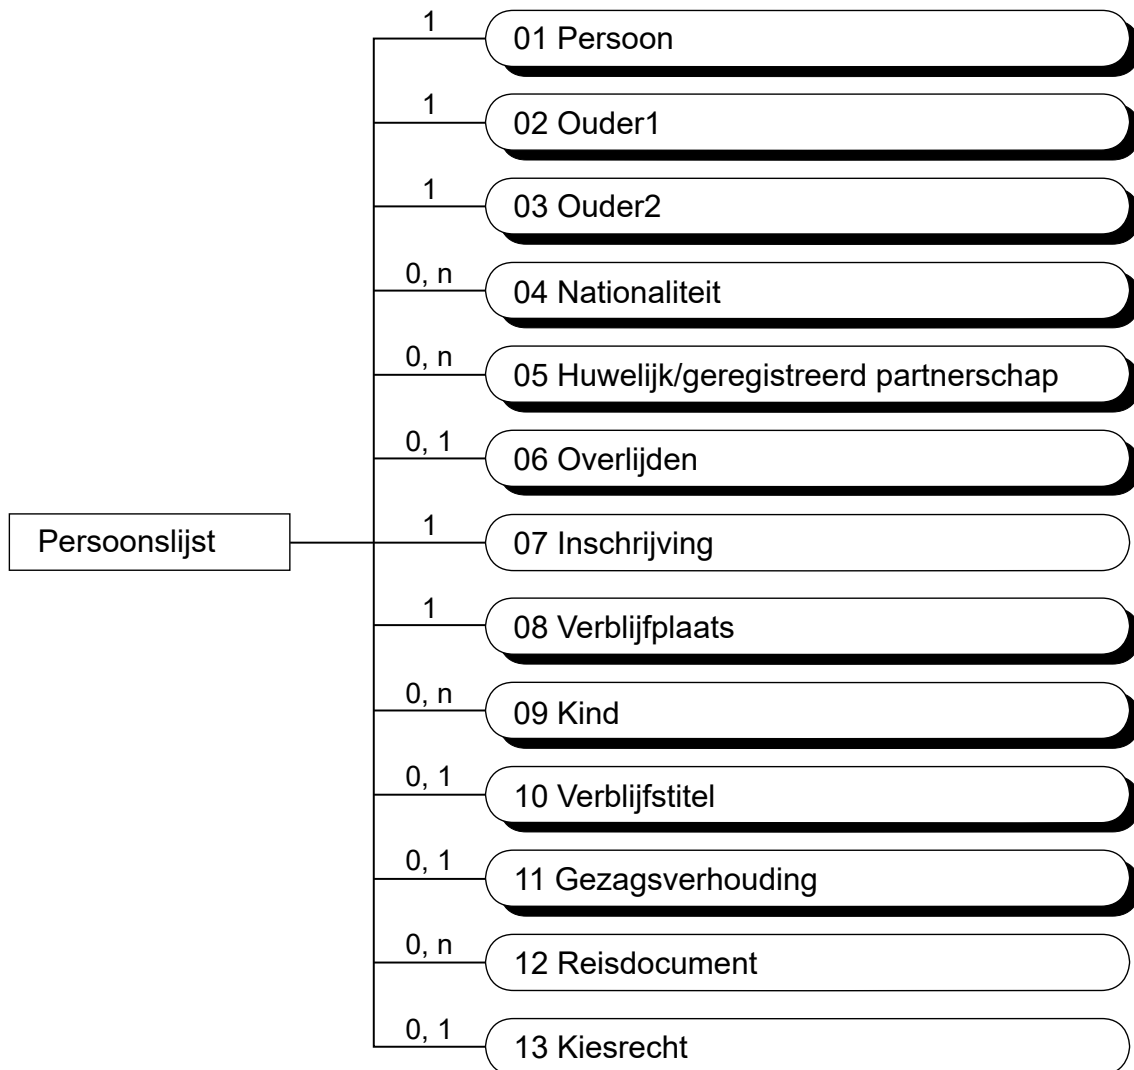 1
01 Persoon
1
02 Ouder1
1
03 Ouder2
0, n
04 Nationaliteit
0, n
05 Huwelijk/geregistreerd partnerschap
0, 1
06 Overlijden
Persoonslijst
1
07 Inschrijving
1
08 Verblijfplaats
0, n
09 Kind
0, 1
10 Verblijfstitel
0, 1
11 Gezagsverhouding
0, n
12 Reisdocument
0, 1
13 Kiesrecht